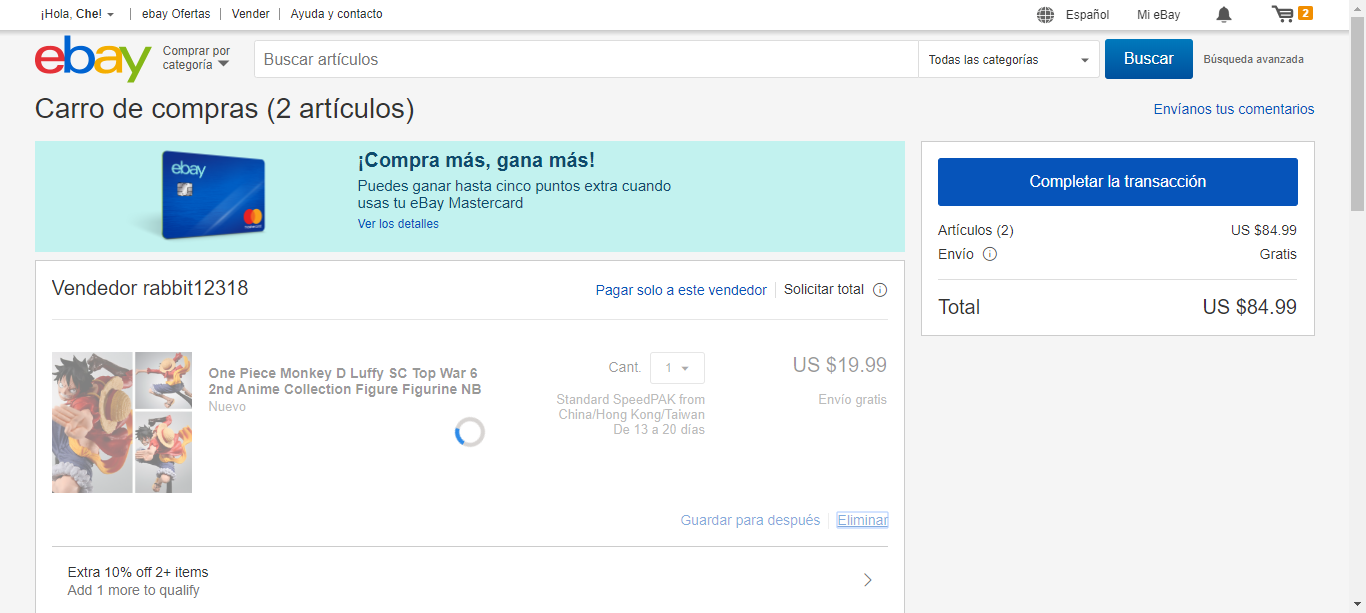 ¡Hola, Che!
ebay Ofertas
Vender
Ayuda y contacto
Español
Mi eBay
2
ebay
Comprar por
categoría
Buscar artículos
Todas las categorías
Buscar
Búsqueda avanzada
Carro de compras (2 artículos)
Envíanos tus comentarios
ebay
¡Compra más, gana más!
Puedes ganar hasta cinco puntos extra cuando
usas tu eBay Mastercard
Ver los detalles
Completar la transacción
Artículos (2) US $84.99
Envío Gratis
Total US $84.99
Vendedor rabbit12318
Pagar solo a este vendedor
Solicitar total
One Piece Monkey D Luffy SC Top War 6
2nd Anime Collection Figure Figurine NB
Nuevo
Cant. 1
US $19.99
Standard SpeedPAK from
China/Hong Kong/Taiwan
De 13 a 20 días
Envío gratis
Guardar para después
Eliminar
Extra 10% off 2+ items
Add 1 more to qualify